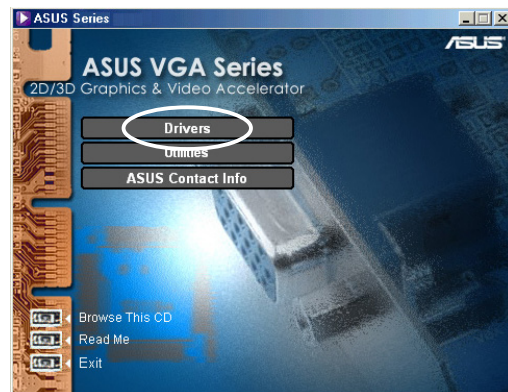 ASUS Series
ASUS
ASUS VGA Series
2D/3D Graphics & Video Accelerator
Drivers
Utilities
ASUS Contact Info
Browse This CD
Read Me
Exit